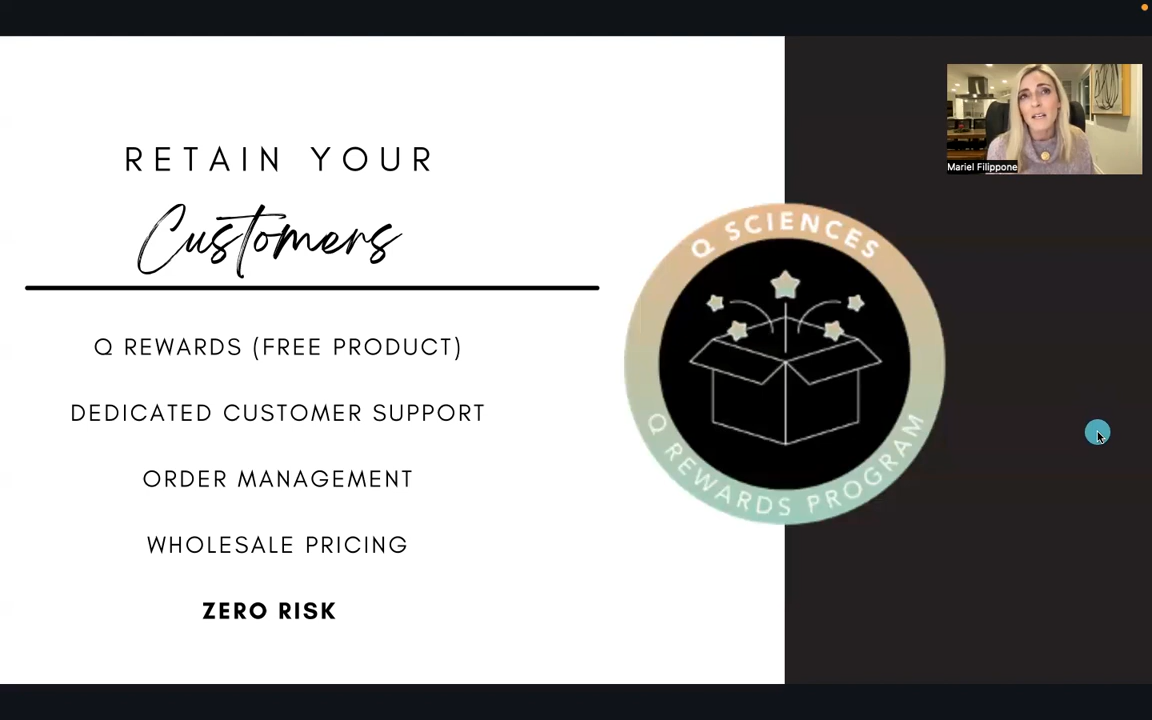 RETAIN YOUR
Customers
Q REWARDS (FREE PRODUCT)
DEDICATED CUSTOMER SUPPORT
ORDER MANAGEMENT
WHOLESALE PRICING
ZERO RISK
Q SCIENCES
Q REWARDS PROGRAM
Mariel Filippone